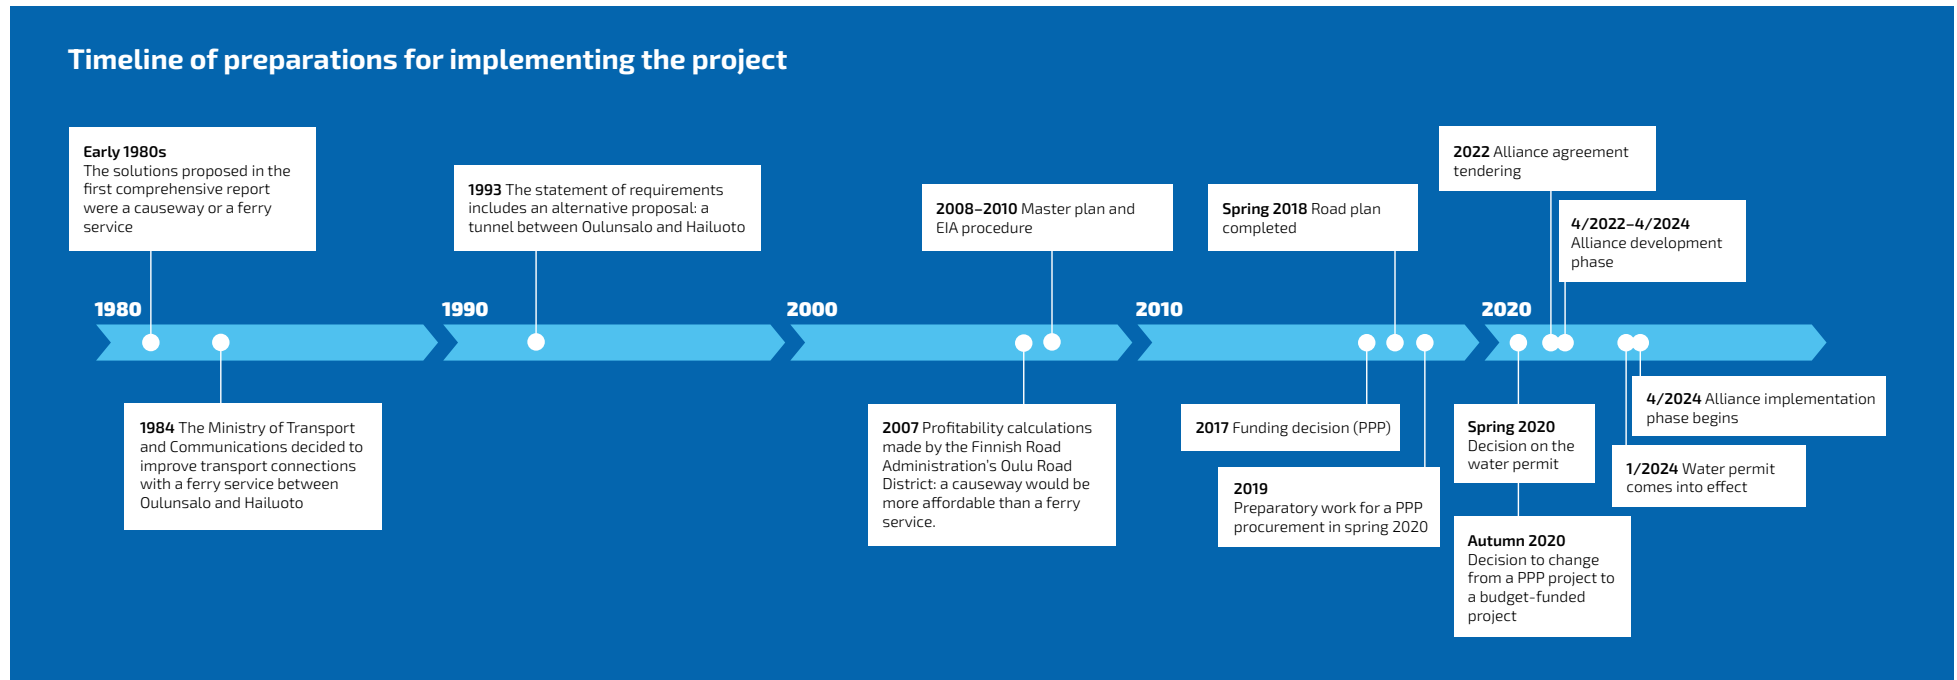 Timeline of preparations for implementing the project
Early 1980s
The solutions proposed in the
first comprehensive report
were a causeway or a ferry
service
1993 The statement of requirements
includes an alternative proposal: a
tunnel between Oulunsalo and Hailuoto
2008–2010 Master plan and
EIA procedure
Spring 2018 Road plan
completed
2022 Alliance agreement
tendering
4/2022–4/2024
Alliance development
phase
1980
1990
2000
2010
2020
1984 The Ministry of Transport
and Communications decided to
improve transport connections
with a ferry service between
Oulunsalo and Hailuoto
2007 Profitability calculations
made by the Finnish Road
Administration's Oulu Road
District: a causeway would be
more affordable than a ferry
service.
2017 Funding decision (PPP)
2019
Preparatory work for a PPP
procurement in spring 2020
Spring 2020
Decision on the
water permit
Autumn 2020
Decision to change
from a PPP project to
a budget-funded
project
4/2024 Alliance implementation
phase begins
1/2024 Water permit
comes into effect